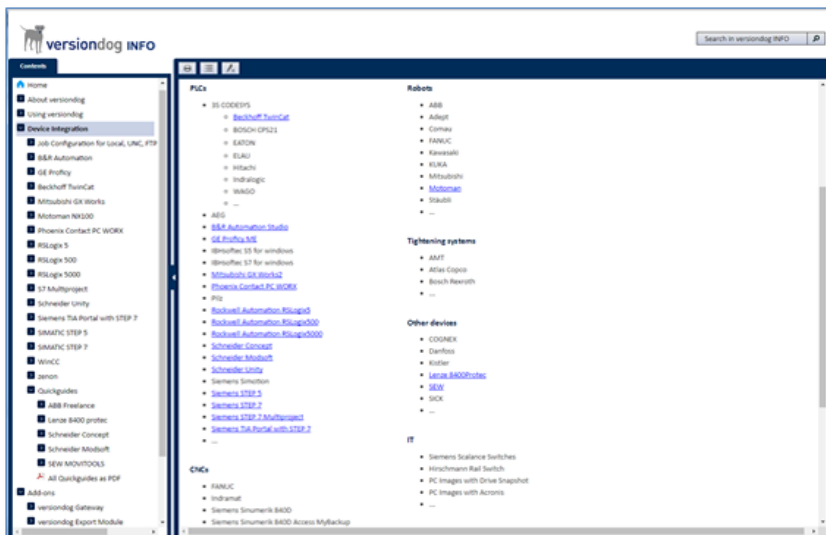 versiondog INFO
Search in versiondog INFO
Contents
Home
About versiondog
Using versiondog
Device Integration
Job Configuration for Local, UNC, FTP
B&R Automation
GE Proficy
Beckhoff TwinCat
Mitsubishi GX Works
Motoman NX100
Phoenix Contact PC WORX
RSLogix 5
RSLogix 500
RSLogix 5000
S7 Multiproject
Schneider Unity
Siemens TIA Portal with STEP 7
SIMATIC STEP 5
SIMATIC STEP 7
WinCC
zenon
Quickguides
ABB Freelance
Lenze 8400 protec
Schneider Concept
Schneider Modsoft
SEW MOVITOOLS
All Quickguides as PDF
Add-ons
versiondog Gateway
versiondog Export Module
PLCs
3S CODESYS
Beckhoff TwinCat
BOSCH CPS21
EATON
ELAU
Hitachi
Indralogic
WAGO
...
AEG
B&R Automation Studio
GE Proficy ME
IBHsoftec S5 for windows
IBHsoftec S7 for windows
Mitsubishi GX Works2
Phoenix Contact PC WORX
Pilz
Rockwell Automation RSLogix5
Rockwell Automation RSLogix500
Rockwell Automation RSLogix5000
Schneider Concept
Schneider Modsoft
Schneider Unity
Siemens Simotion
Siemens STEP 5
Siemens STEP 7
Siemens STEP 7 Multiproject
Siemens TIA Portal with STEP 7
...
CNCs
FANUC
Indramat
Siemens Sinumerik 840D
Siemens Sinumerik 840D Access MyBackup
Robots
ABB
Adept
Comau
FANUC
Kawasaki
KUKA
Mitsubishi
Motoman
Stäubli
...
Tightening systems
AMT
Atlas Copco
Bosch Rexroth
...
Other devices
COGNEX
Danfoss
Kistler
Lenze 8400Protec
SEW
SICK
...
IT
Siemens Scalance Switches
Hirschmann Rail Switch
PC Images with Drive Snapshot
PC Images with Acronis
...